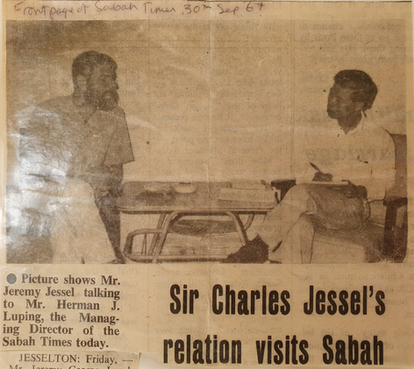 Front page of Sabah Times, 30th Sep 67
● Picture shows Mr.
Jeremy Jessel talking
to Mr. Herman J.
Luping, the Manag-
ing Director of the
Sabah Times today.
JESSELTON: Friday, —
Sir Charles Jessel's
relation visits Sabah